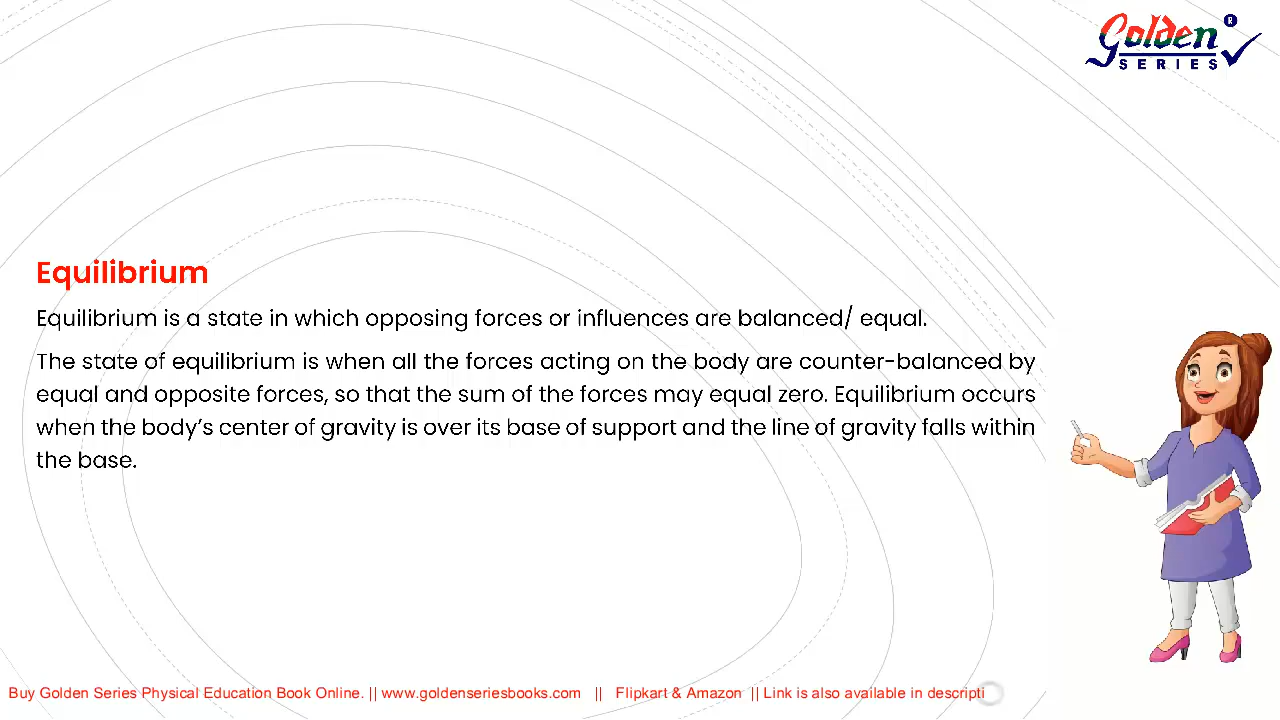 Golden ®
SERIES
Equilibrium
Equilibrium is a state in which opposing forces or influences are balanced/ equal.
The state of equilibrium is when all the forces acting on the body are counter-balanced by
equal and opposite forces, so that the sum of the forces may equal zero. Equilibrium occurs
when the body's center of gravity is over its base of support and the line of gravity falls within
the base.
Buy Golden Series Physical Education Book Online. || www.goldenseriesbooks.com || Flipkart & Amazon || Link is also available in descripti